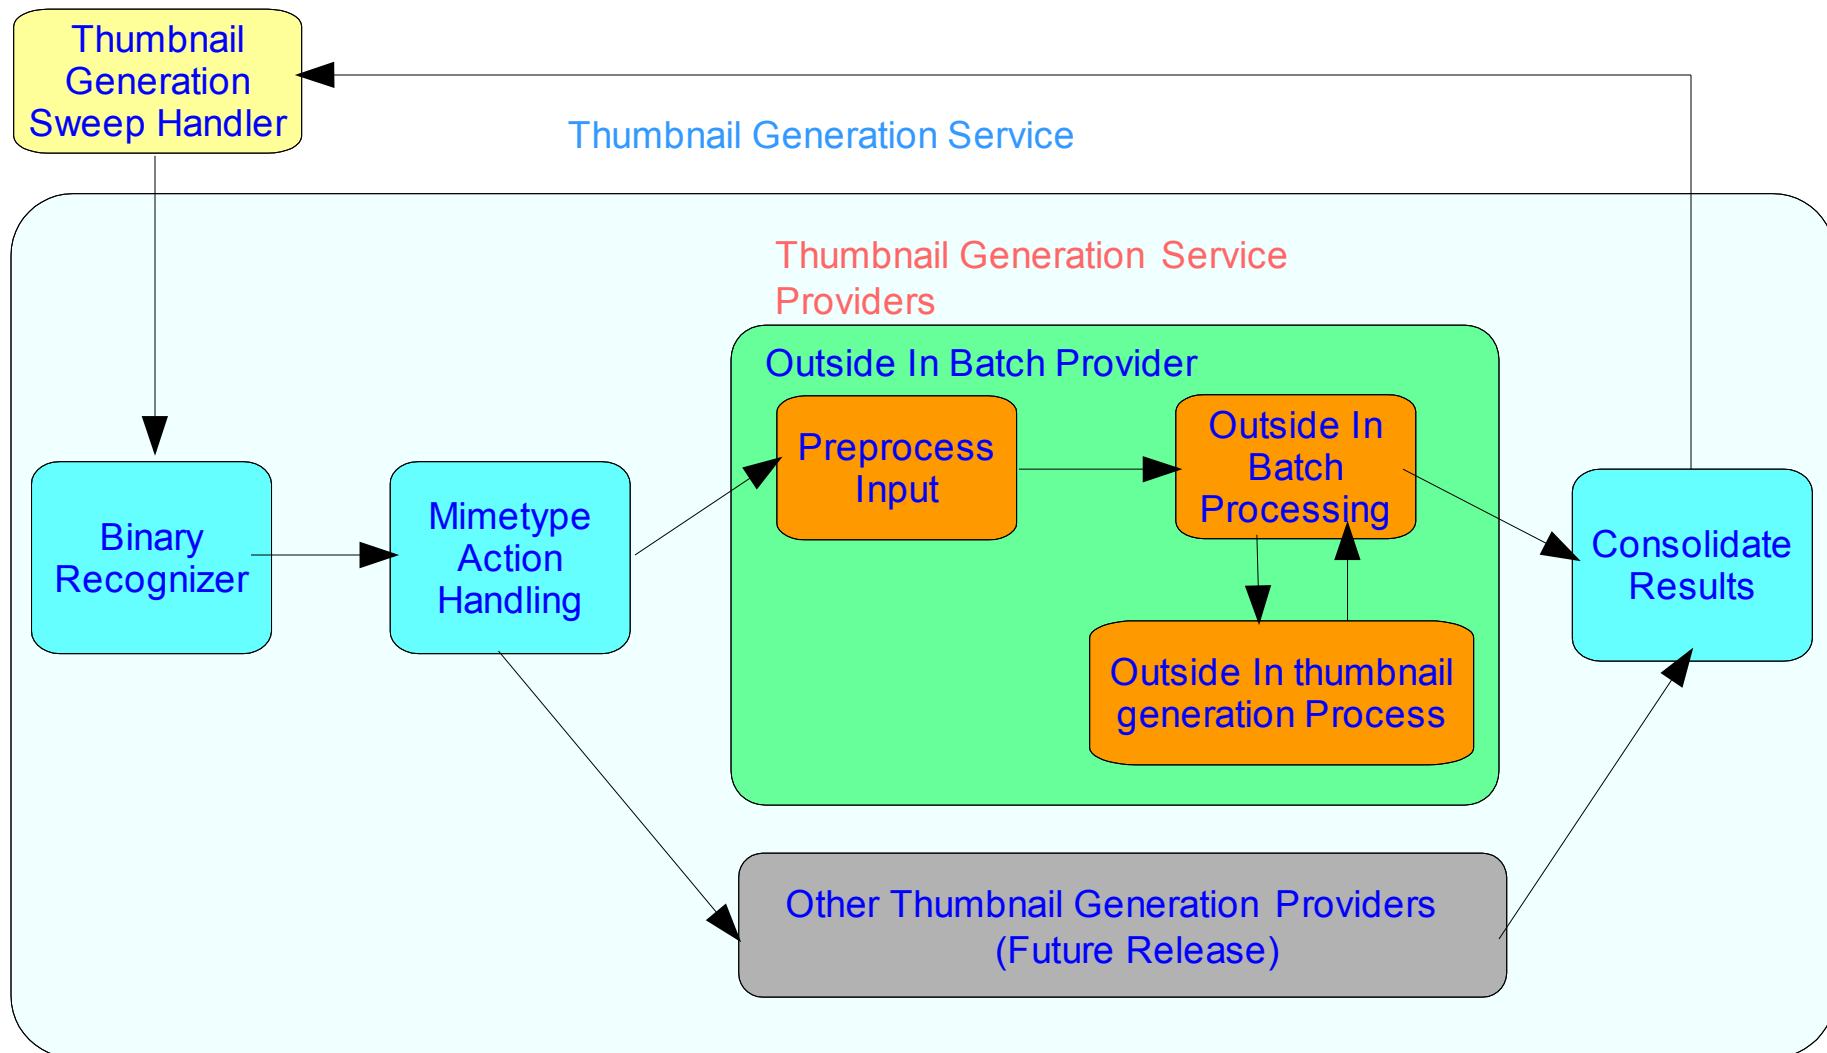 Thumbnail
Generation
Sweep Handler
Thumbnail Generation Service
Thumbnail Generation Service
Providers
Outside In Batch Provider
Binary
Recognizer
Mimetype
Action
Handling
Preprocess
Input
Outside In
Batch
Processing
Outside In thumbnail
generation Process
Consolidate
Results
Other Thumbnail Generation Providers
(Future Release)